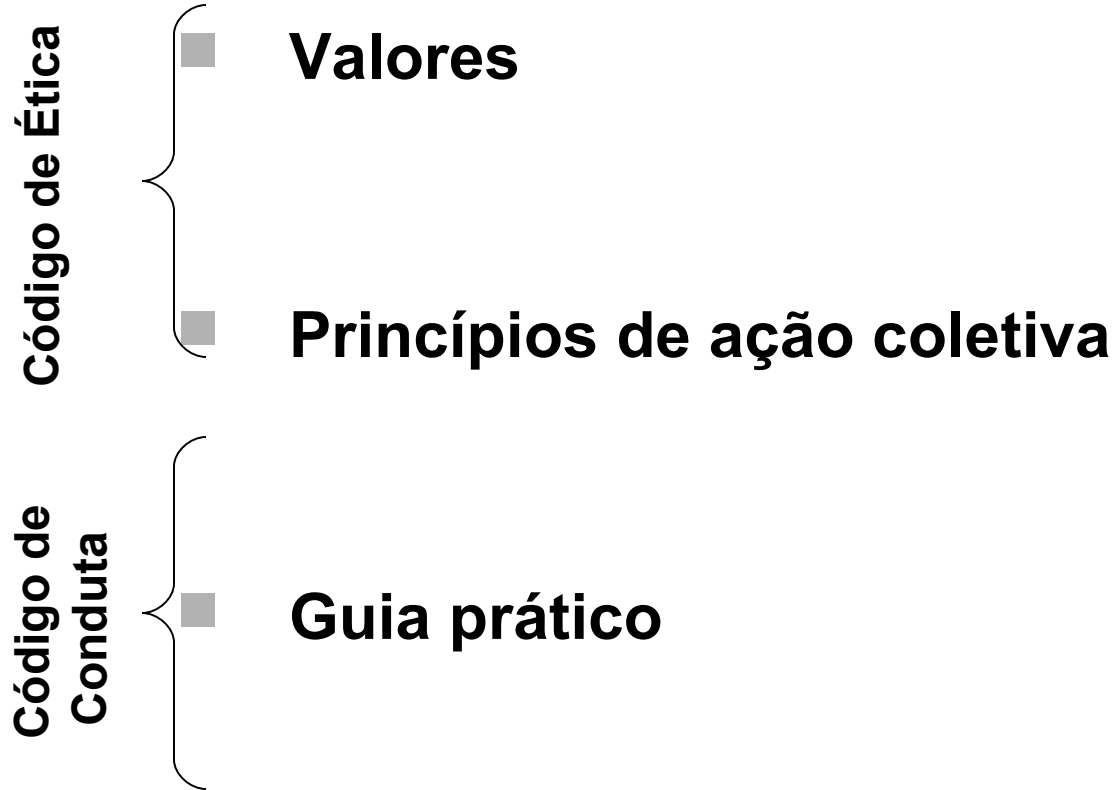 Código de Ética
Valores
Princípios de ação coletiva
Código de
Conduta
Guia prático